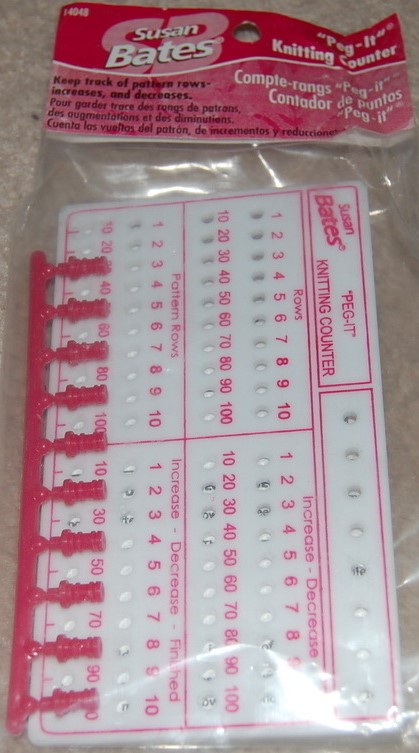 14048
Susan
Bates®
"Peg-It"®
Knitting Counter
Keep track of pattern rows-
increases, and decreases.
Pour garder trace des rangs de patrons,
des augmentations et des diminutions.
Cuenta las vueltas del patrón, de incrementos y reducciones
Compte-rangs "Peg-it"®
Contador de puntos
"Peg-it"®
Susan
Bates®
"PEG-IT"
KNITTING COUNTER
Rows
1 2 3 4 5 6 7 8 9 10
10 20 30 40 50 60 70 80 90 100
Increase - Decrease
1 2 3 4 5 6 7 8 9
10 20 30 40 50 60 70 80 90 100
Pattern Rows
1 2 3 4 5 6 7 8 9 10
10 20 40 60 80 100
Increase - Decrease - Finished
1 2 3 4 5 6 7 8 9 10
10 30 50 70 90